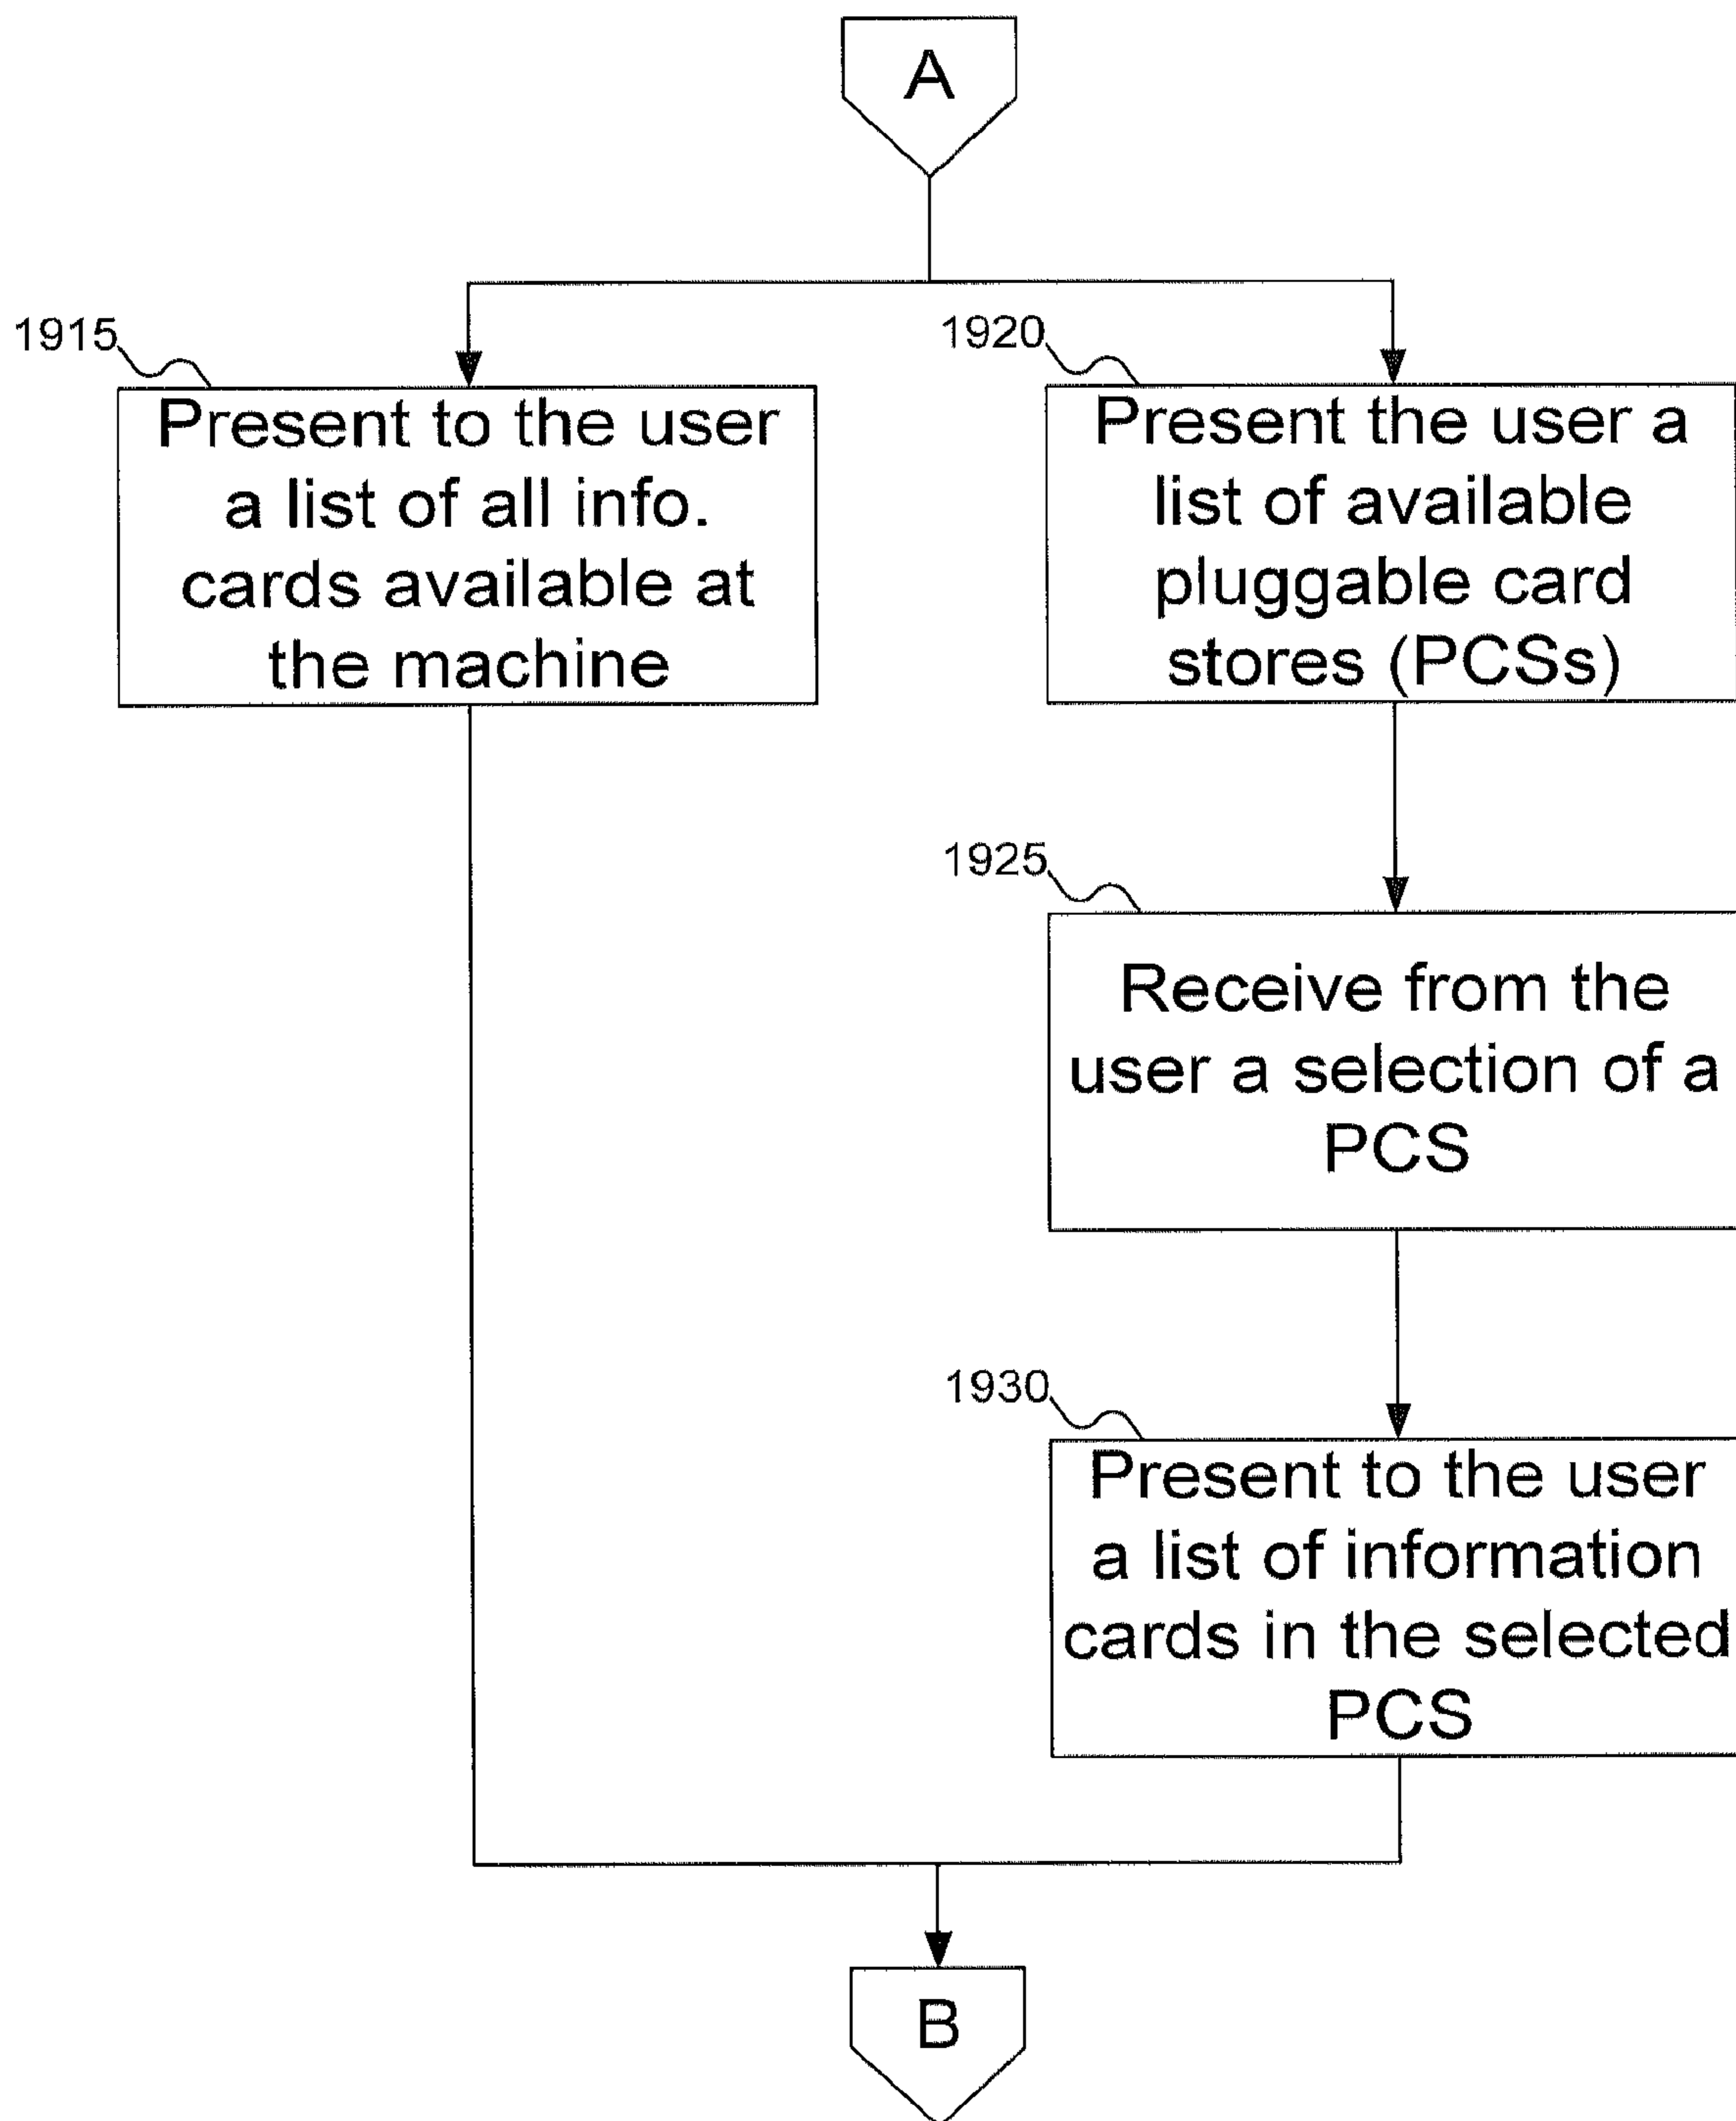 A
1915
Present to the user
a list of all info.
cards available at
the machine
1920
Present the user a
list of available
pluggable card
stores (PCSs)
1925
Receive from the
user a selection of a
PCS
1930
Present to the user
a list of information
cards in the selected
PCS
B